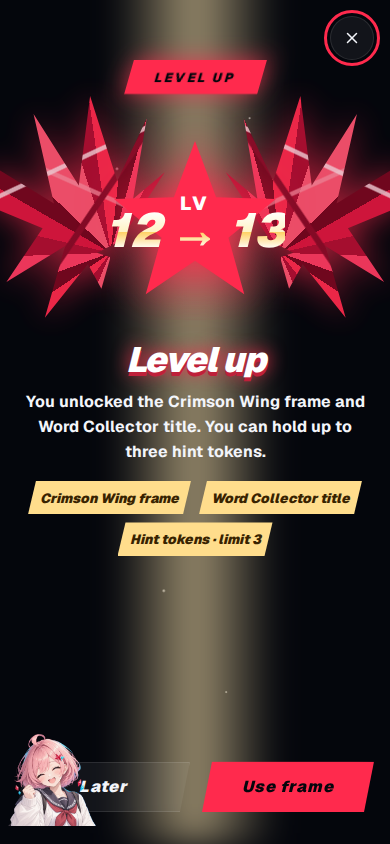 LEVEL UP
LV
12 → 13
Level up
You unlocked the Crimson Wing frame and
Word Collector title. You can hold up to
three hint tokens.
Crimson Wing frame
Word Collector title
Hint tokens · limit 3
Later
Use frame